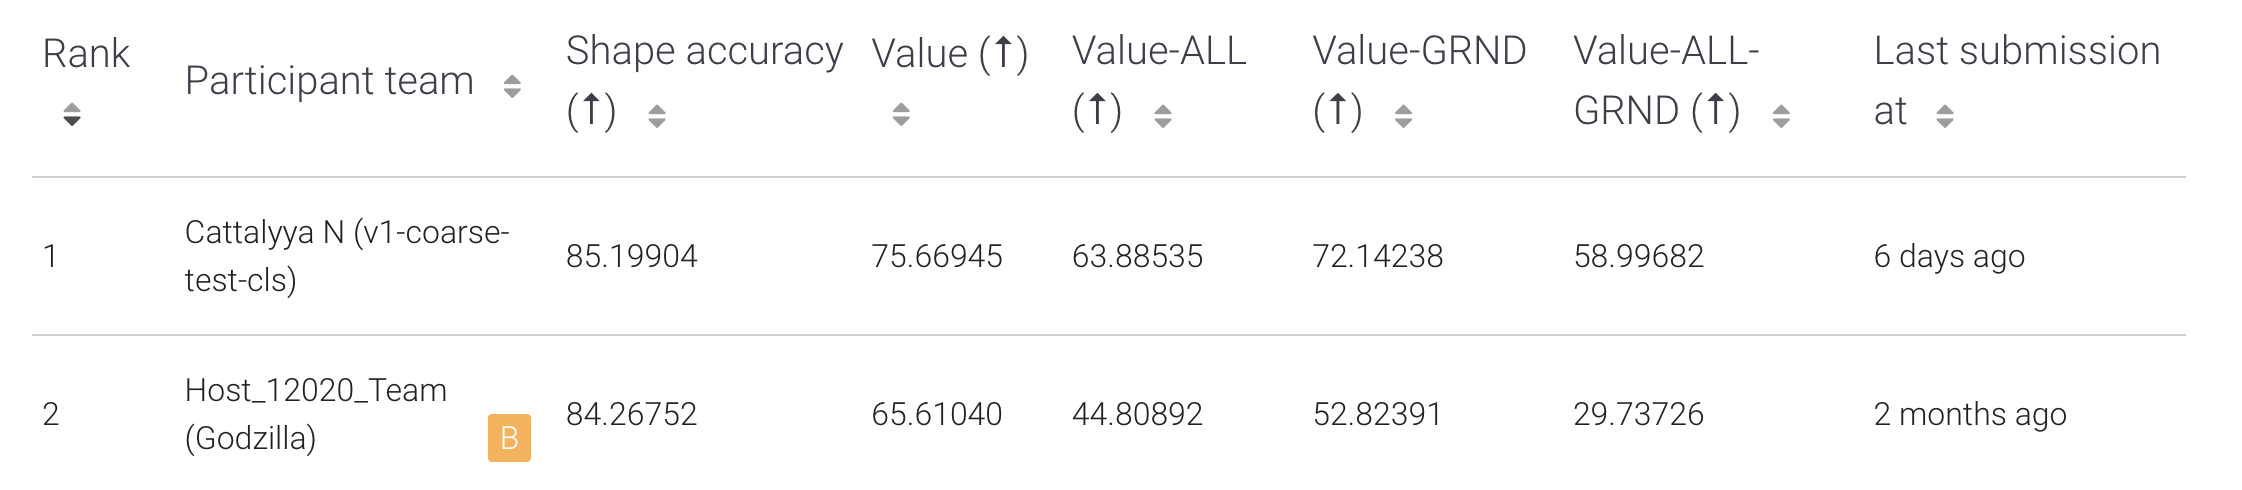 Rank Participant team Shape accuracy (↑) Value (↑) Value-ALL (↑) Value-GRND (↑) Value-ALL-GRND (↑) Last submission at
1 Cattalyya N (v1-coarse-test-cls) 85.19904 75.66945 63.88535 72.14238 58.99682 6 days ago
2 Host_12020_Team (Godzilla) B 84.26752 65.61040 44.80892 52.82391 29.73726 2 months ago